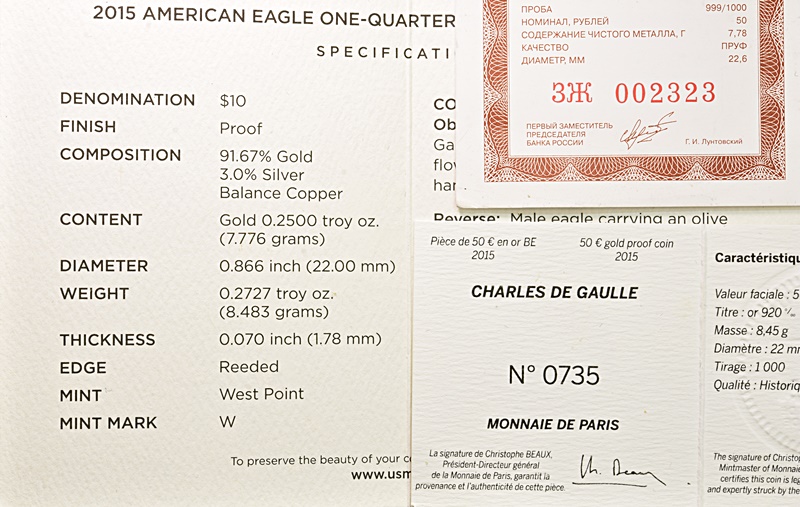 2015 AMERICAN EAGLE ONE-QUARTER
SPECIFICATI
DENOMINATION $10
FINISH Proof
COMPOSITION 91.67% Gold
3.0% Silver
Balance Copper
CONTENT Gold 0.2500 troy oz.
(7.776 grams)
DIAMETER 0.866 inch (22.00 mm)
WEIGHT 0.2727 troy oz.
(8.483 grams)
THICKNESS 0.070 inch (1.78 mm)
EDGE Reeded
MINT West Point
MINT MARK W
To preserve the beauty of your c
www.usm
CO
Ob
Ga
flo
har
Reverse: Male eagle carrying an olive
ПРОБА 999/1000
НОМИНАЛ, РУБЛЕЙ 50
СОДЕРЖАНИЕ ЧИСТОГО МЕТАЛЛА, Г 7,78
КАЧЕСТВО ПРУФ
ДИАМЕТР, ММ 22,6
ЗЖ 002323
ПЕРВЫЙ ЗАМЕСТИТЕЛЬ
ПРЕДСЕДАТЕЛЯ
БАНКА РОССИИ
Г. И. Лунтовский
Pièce de 50 € en or BE
2015
50 € gold proof coin
2015
CHARLES DE GAULLE
N° 0735
MONNAIE DE PARIS
La signature de Christophe BEAUX,
Président-Directeur général
de la Monnaie de Paris, garantit la
provenance et l'authenticité de cette pièce.
Ch. Beaux
Caractéristiqu
Valeur faciale : 5
Titre : or 920 ‰
Masse : 8,45 g
Diamètre : 22 mm
Tirage : 1 000
Qualité : Historiq
The signature of Christo
Mintmaster of Monnaie
certifies this coin is leg
and expertly struck by the